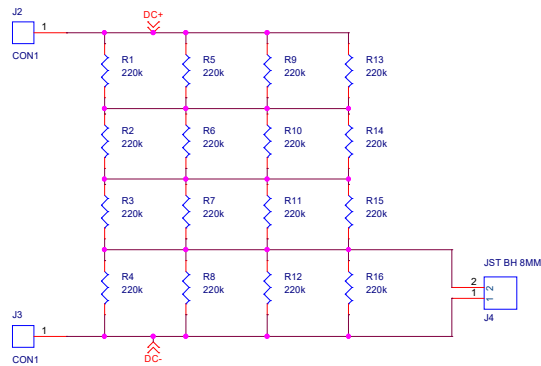 J2
1
CON1
DC+
R1
220k
R5
220k
R9
220k
R13
220k
R2
220k
R6
220k
R10
220k
R14
220k
R3
220k
R7
220k
R11
220k
R15
220k
R4
220k
R8
220k
R12
220k
R16
220k
JST BH 8MM
2
2
1
1
J4
J3
1
CON1
DC-